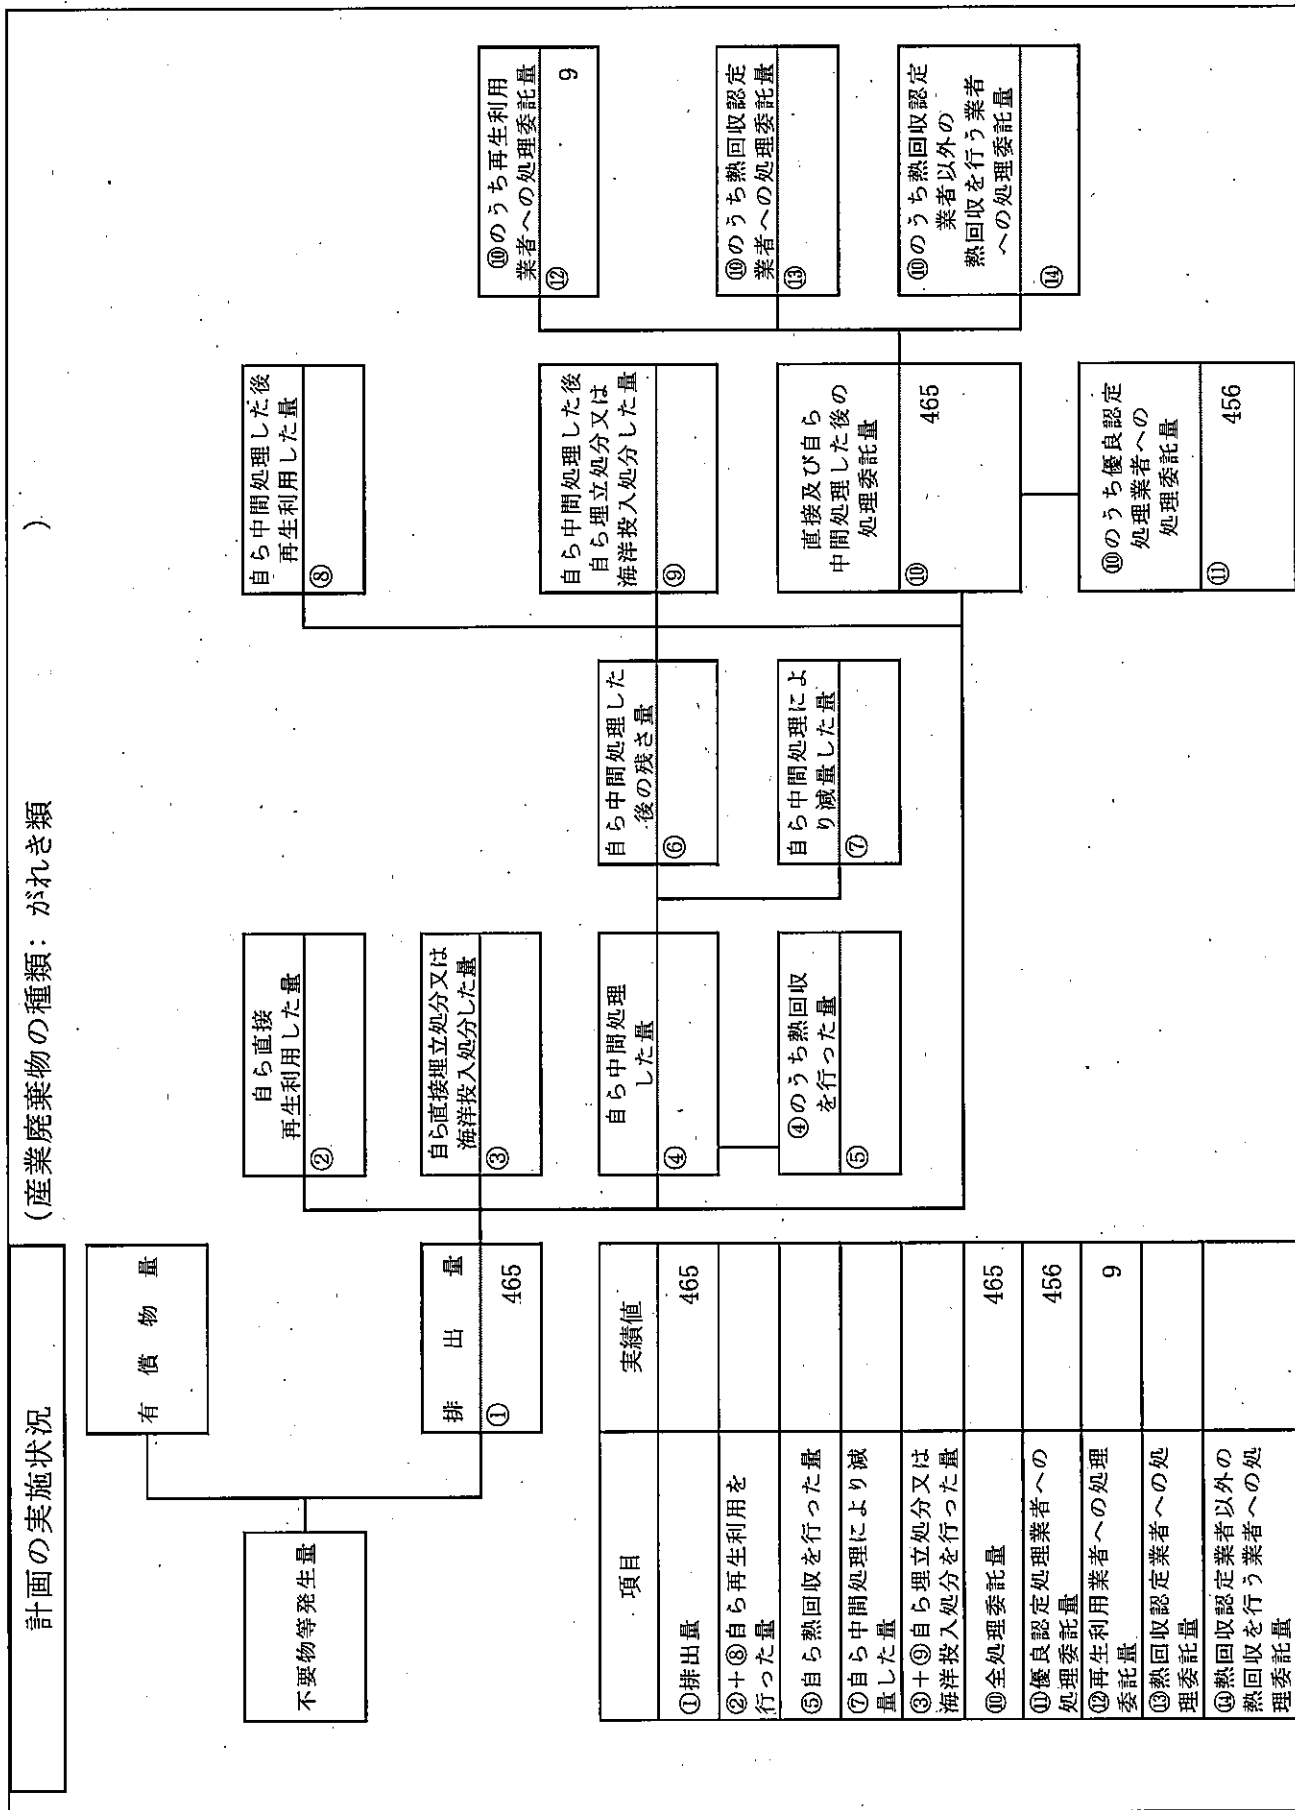 計画の実施状況
(産業廃棄物の種類: がれき類 )
不要物等発生量
有償物量
排出量
① 465
自ら直接
再生利用した量
②
自ら直接埋立処分又は
海洋投入処分した量
③
自ら中間処理
した量
④
④のうち熱回収
を行った量
⑤
自ら中間処理した
後の残さ量
⑥
自ら中間処理によ
り減量した量
⑦
自ら中間処理した後
再生利用した量
⑧
自ら中間処理した後
自ら埋立処分又は
海洋投入処分した量
⑨
直接及び自ら
中間処理した後の
処理委託量
⑩ 465
⑩のうち優良認定
処理業者への
処理委託量
⑪ 456
⑩のうち再生利用
業者への処理委託量
⑫ 9
⑩のうち熱回収認定
業者への処理委託量
⑬
⑩のうち熱回収認定
業者以外の
熱回収を行う業者
への処理委託量
⑭
項目 実績値
①排出量 465
②+⑧自ら再生利用を
行った量
⑤自ら熱回収を行った量
⑦自ら中間処理により減
量した量
③+⑨自ら埋立処分又は
海洋投入処分を行った量
⑩全処理委託量 465
⑪優良認定処理業者への
処理委託量 456
⑫再生利用業者への処理
委託量 9
⑬熱回収認定業者への処
理委託量
⑭熱回収認定業者以外の
熱回収を行う業者への処
理委託量